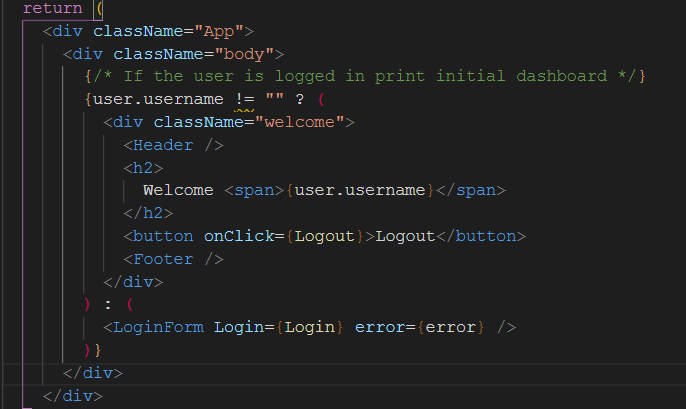 return (
<div className="App">
<div className="body">
{/* If the user is logged in print initial dashboard */}
{user.username != "" ? (
<div className="welcome">
<Header />
<h2>
Welcome <span>{user.username}</span>
</h2>
<button onClick={Logout}>Logout</button>
<Footer />
</div>
) : (
<LoginForm Login={Login} error={error} />
)}
</div>
</div>